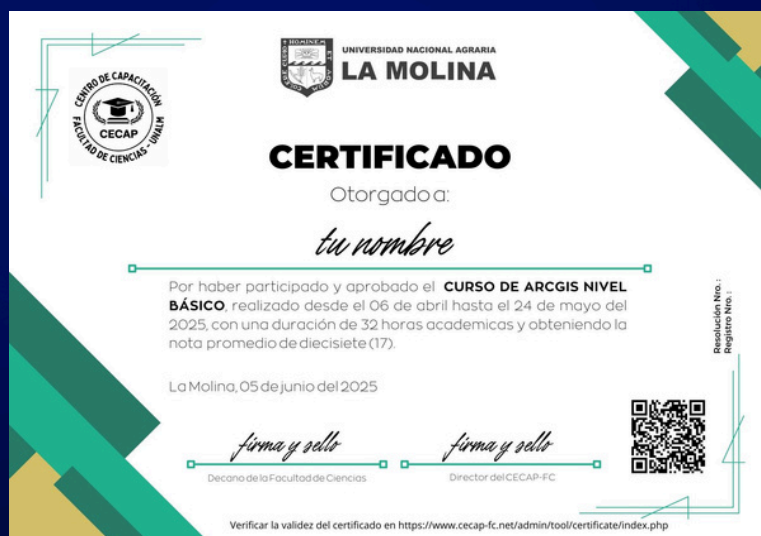 CENTRO DE CAPACITACIÓN
CECAP
FACULTAD DE CIENCIAS - UNALM
UNIVERSIDAD NACIONAL AGRARIA
LA MOLINA
CERTIFICADO
Otorgado a:
tu nombre
Por haber participado y aprobado el CURSO DE ARCGIS NIVEL
BÁSICO, realizado desde el 06 de abril hasta el 24 de mayo del
2025, con una duración de 32 horas academicas y obteniendo la
nota promedio de diecisiete (17).
Resolución Nro. :
Registro Nro. :
La Molina, 05 de junio del 2025
firma y sello
Decano de la Facultad de Ciencias
firma y sello
Director del CECAP-FC
Verificar la validez del certificado en https://www.cecap-fc.net/admin/tool/certificate/index.php